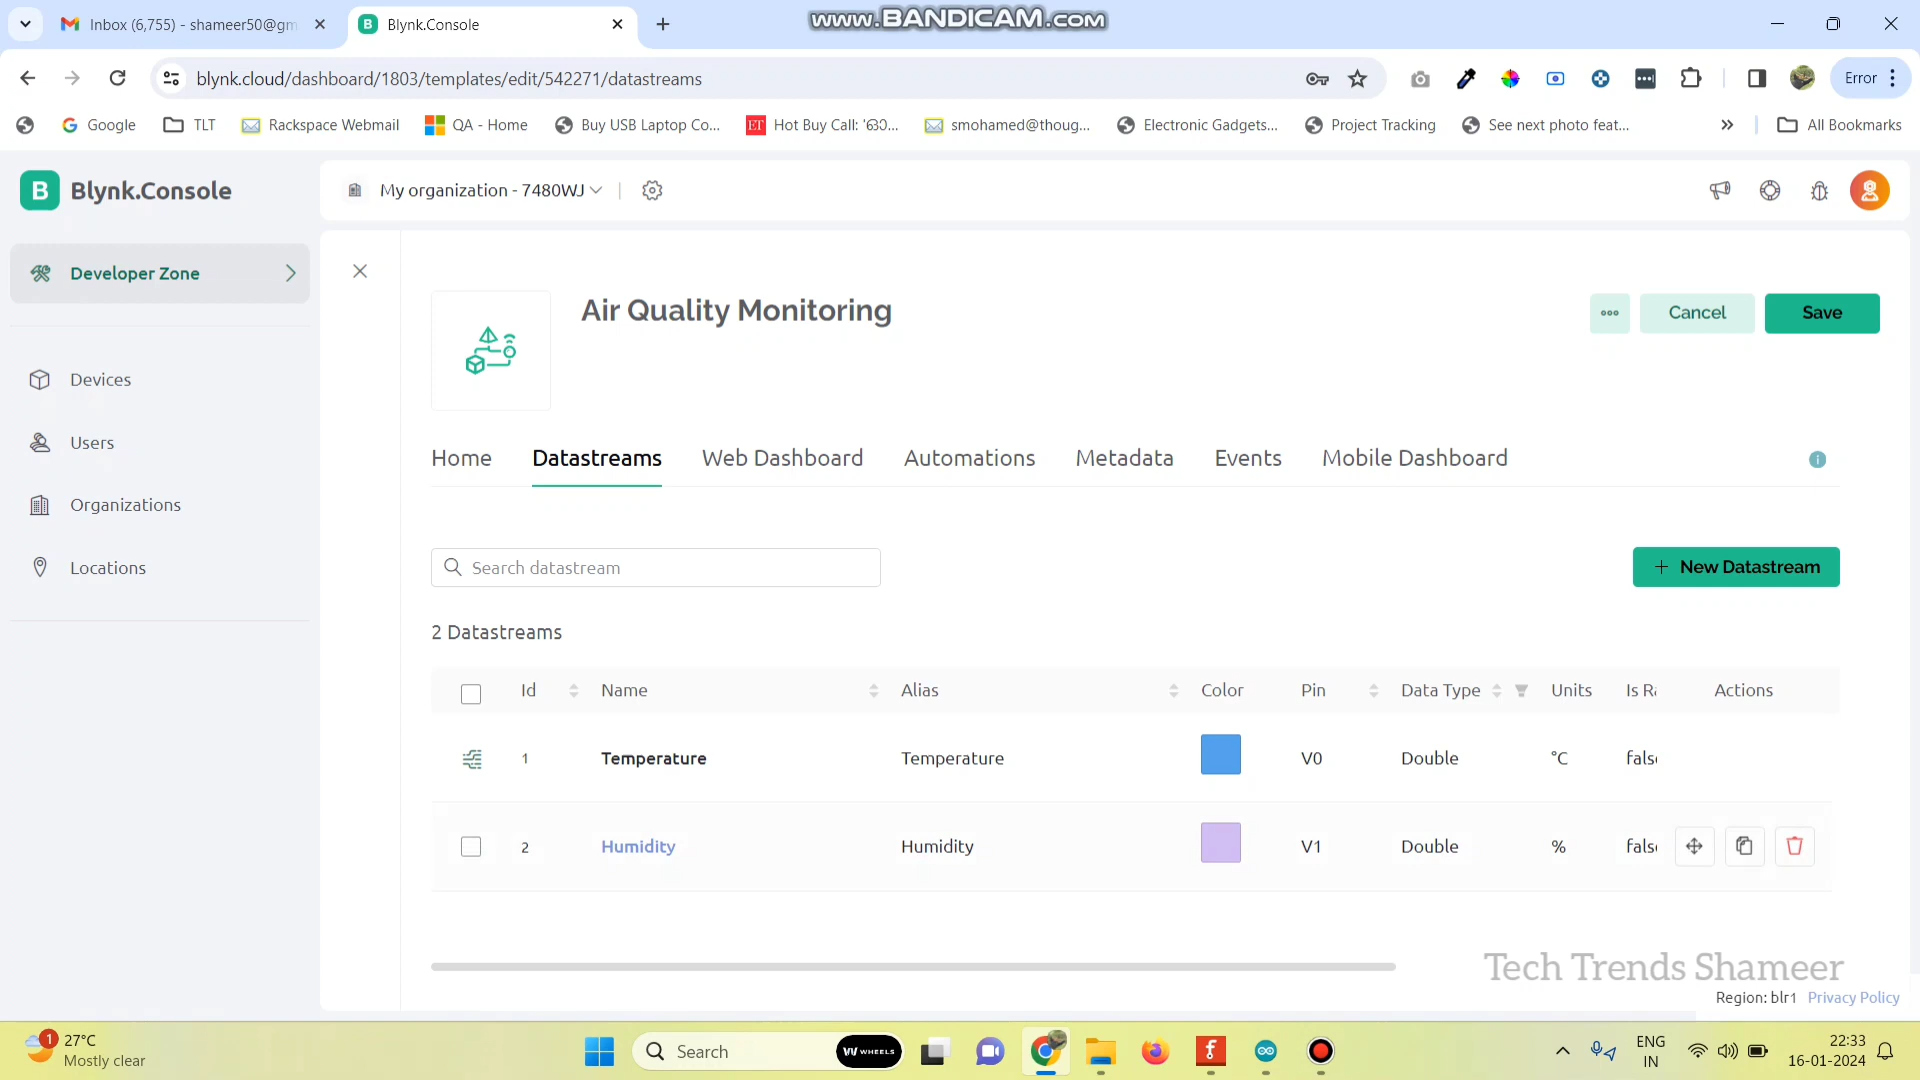 Inbox (6,755) - shameer50@gm
Blynk.Console
www.BANDICAM.com
blynk.cloud/dashboard/1803/templates/edit/542271/datastreams
Error
Google
TLT
Rackspace Webmail
QA - Home
Buy USB Laptop Co...
ET
Hot Buy Call: '630...
smohamed@thoug...
Electronic Gadgets...
Project Tracking
See next photo feat...
All Bookmarks
B Blynk.Console
My organization - 7480WJ
Developer Zone
Devices
Users
Organizations
Locations
Air Quality Monitoring
Cancel
Save
Home Datastreams Web Dashboard Automations Metadata Events Mobile Dashboard
Search datastream
+ New Datastream
2 Datastreams
Id Name Alias Color Pin Data Type Units Is Ra Actions
1 Temperature Temperature V0 Double °C false
2 Humidity Humidity V1 Double % false
Tech Trends Shameer
Region: blr1 Privacy Policy
1
27°C
Mostly clear
Search
WHEELS
ENG
IN
22:33
16-01-2024